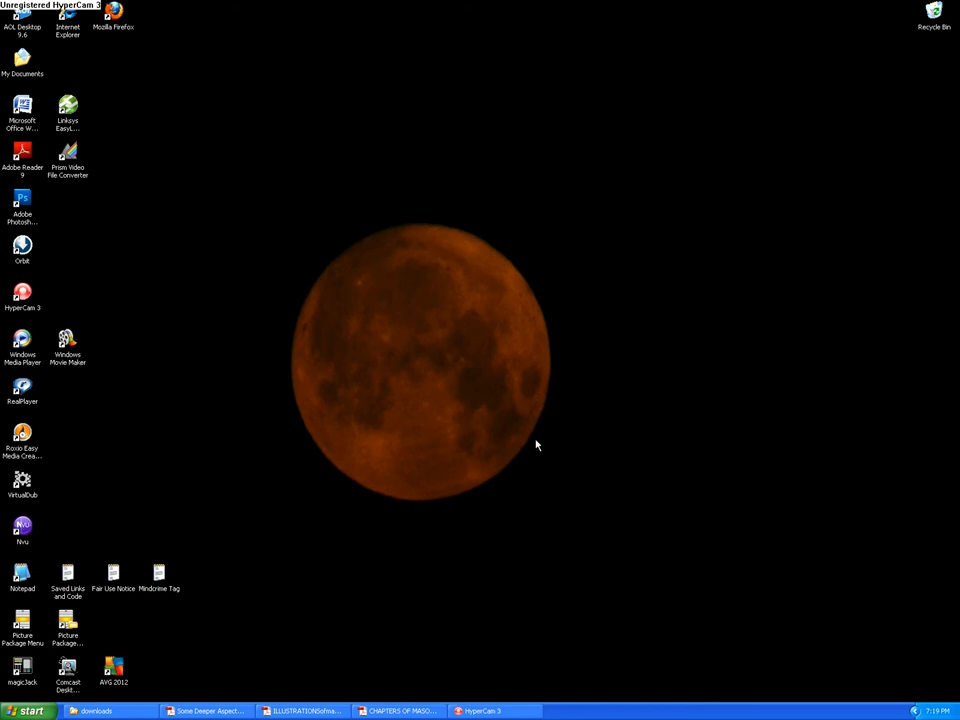 Unregistered HyperCam 3
AOL Desktop
9.6
Internet
Explorer
Mozilla Firefox
Recycle Bin
My Documents
Microsoft
Office W...
Linksys
EasyL...
Adobe Reader
9
Prism Video
File Converter
Ps
Adobe
Photosh...
Orbit
HyperCam 3
Windows
Media Player
Windows
Movie Maker
RealPlayer
Roxio Easy
Media Crea...
VirtualDub
Nvu
Notepad
Saved Links
and Code
Fair Use Notice
Mindcrime Tag
Picture
Package Menu
Picture
Package...
magicJack
Comcast
Deskt...
AVG 2012
start
downloads
Some Deeper Aspect...
ILLUSTRATIONSofma...
CHAPTERS OF MASO...
HyperCam 3
7:19 PM